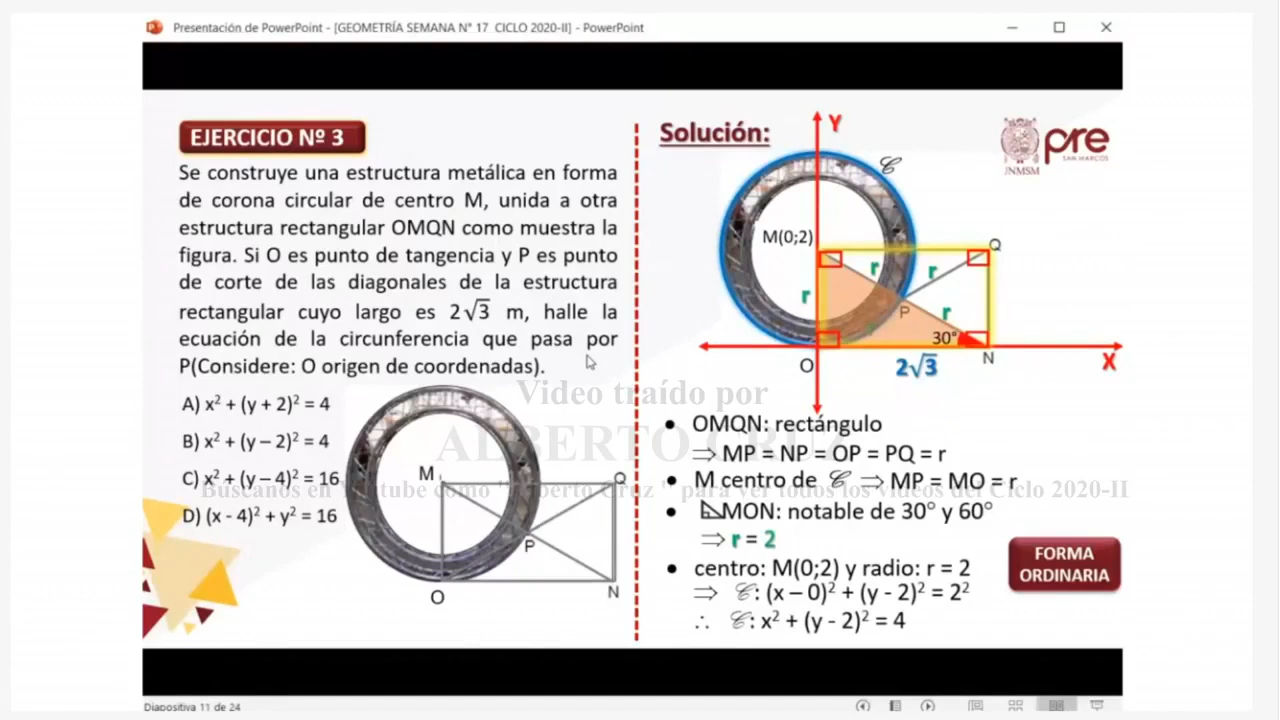 Presentación de PowerPoint - [GEOMETRÍA SEMANA N° 17 CICLO 2020-II] - PowerPoint
EJERCICIO Nº 3
Se construye una estructura metálica en forma
de corona circular de centro M, unida a otra
estructura rectangular OMQN como muestra la
figura. Si O es punto de tangencia y P es punto
de corte de las diagonales de la estructura
rectangular cuyo largo es 2√3 m, halle la
ecuación de la circunferencia que pasa por
P(Considere: O origen de coordenadas).
A) x² + (y + 2)² = 4
B) x² + (y – 2)² = 4
C) x² + (y – 4)² = 16
D) (x - 4)² + y² = 16
M
Q
P
O
N
Solución:
Y
𝒞
M(0;2)
Q
r
r
r
P
r
30°
O
2√3
N
X
pre
SAN MARCOS
UNMSM
• OMQN: rectángulo
⟹ MP = NP = OP = PQ = r
• M centro de 𝒞 ⟹ MP = MO = r
• ◺MON: notable de 30° y 60°
⟹ r = 2
• centro: M(0;2) y radio: r = 2
⟹ 𝒞: (x – 0)² + (y - 2)² = 2²
∴ 𝒞: x² + (y - 2)² = 4
FORMA
ORDINARIA
Video traído por
ALBERTO CRUZ
Buscanos en Youtube como "Alberto Cruz" para ver todos los videos del Ciclo 2020-II
Diapositiva 11 de 24